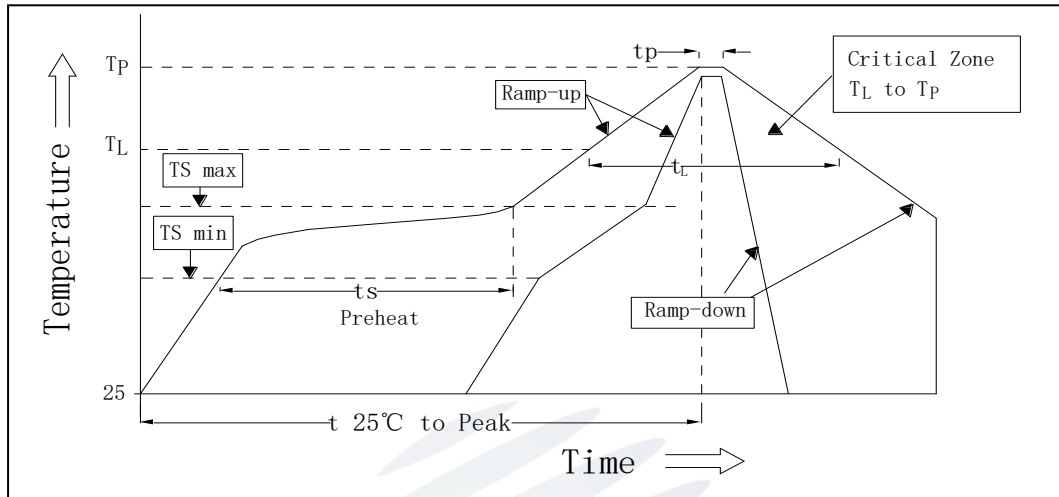 tp
TP
Critical Zone
TL to TP
Ramp-up
TL
tL
TS max
TS min
ts
Preheat
Ramp-down
25
t 25℃ to Peak
Time
Temperature